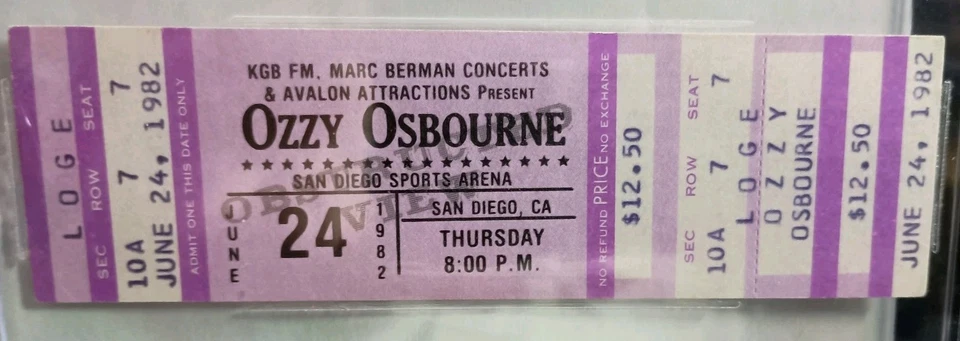 LOGE
SEC ROW SEAT
10A 7 7
JUNE 24, 1982
ADMIT ONE THIS DATE ONLY
KGB FM, MARC BERMAN CONCERTS
& AVALON ATTRACTIONS PRESENT
OZZY OSBOURNE
SAN DIEGO SPORTS ARENA
OBSTRUCTED
VIEW
JUNE
24
1982
SAN DIEGO, CA
THURSDAY
8:00 P.M.
NO REFUND PRICE NO EXCHANGE
$12.50
SEC ROW SEAT
10A 7 7
LOGE
OZZY
OSBOURNE
$12.50
JUNE 24, 1982